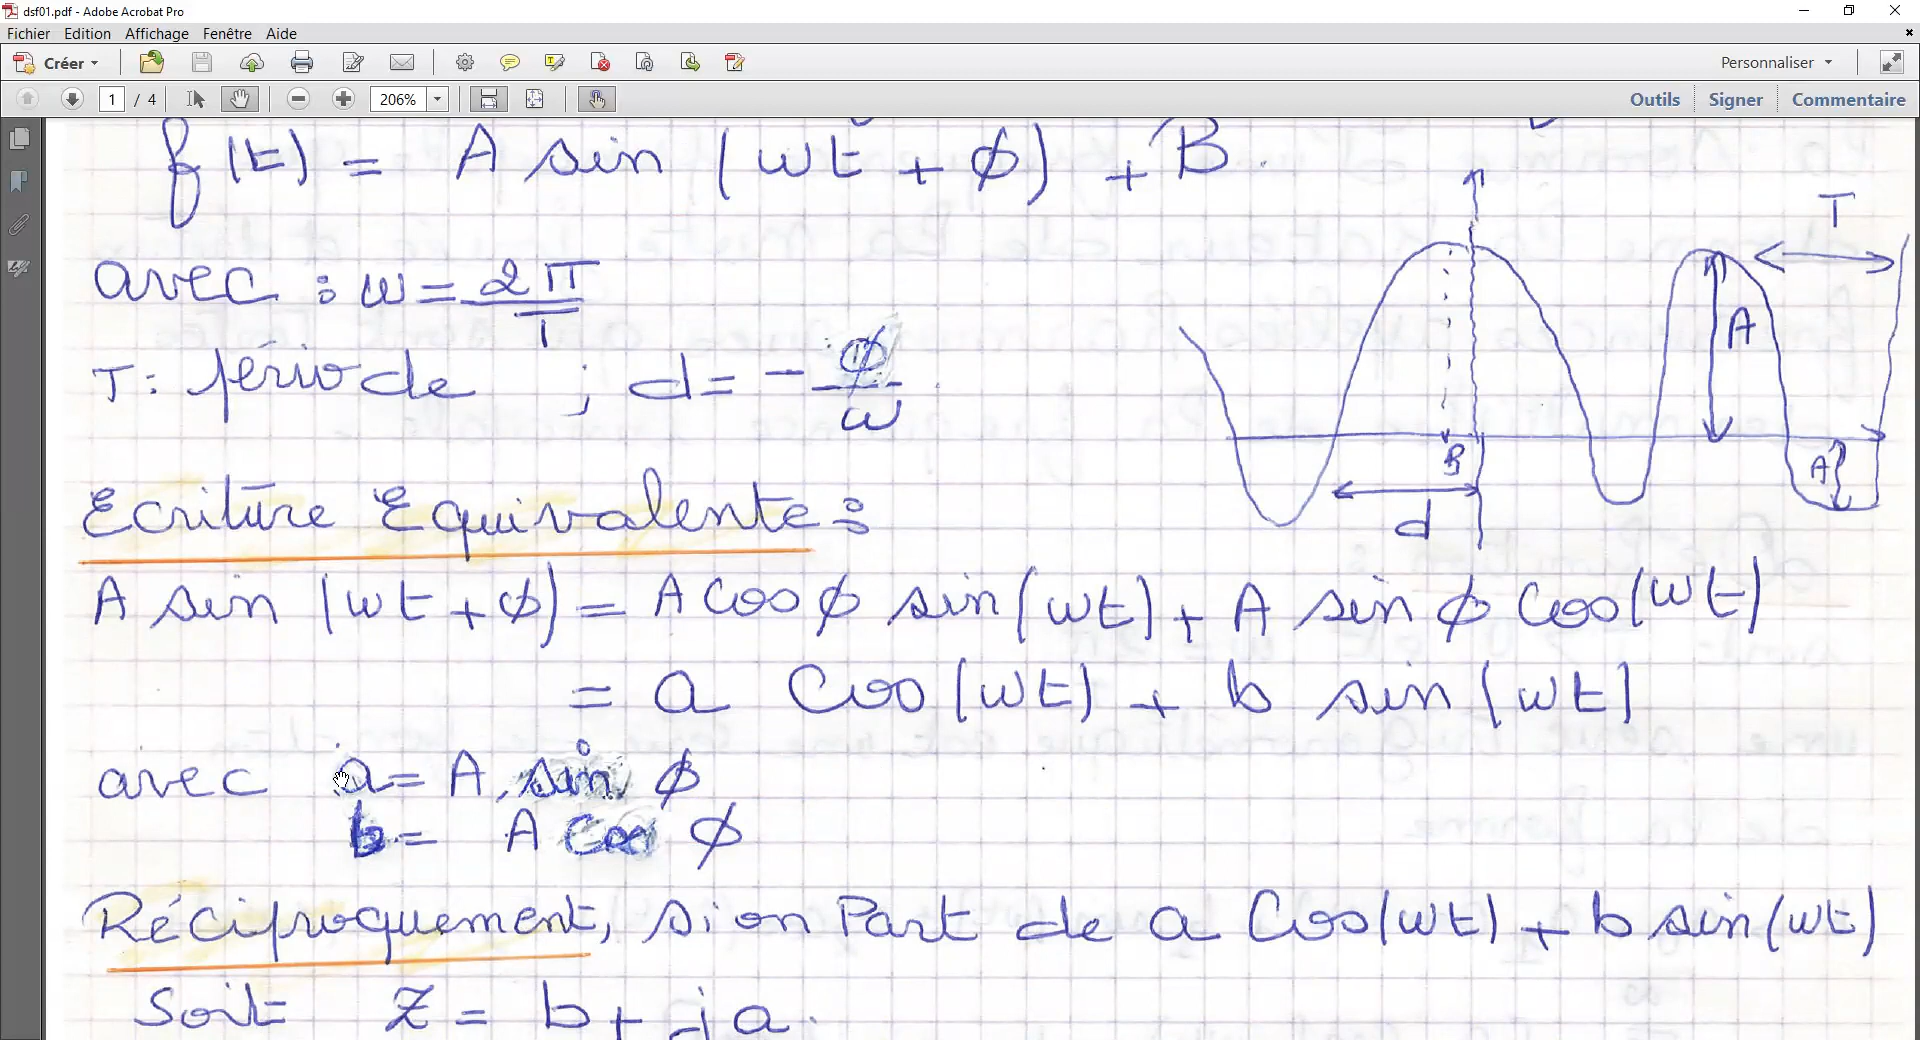 dsf01.pdf - Adobe Acrobat Pro
Fichier Edition Affichage Fenêtre Aide
Créer
Personnaliser
1 / 4
206%
Outils Signer Commentaire
f(t) = A sin (ωt + ϕ) + B.
T
avec : ω = 2π/T
A
T : période ; d = - ϕ/ω
B
A
d
Ecriture Equivalente :
A sin (ωt + ϕ) = A cos ϕ sin(ωt) + A sin ϕ cos(ωt)
= a cos(ωt) + b sin(ωt)
avec a = A sin ϕ
b = A cos ϕ
Réciproquement, si on Part de a cos(ωt) + b sin(ωt)
Soit Z = b + ja.